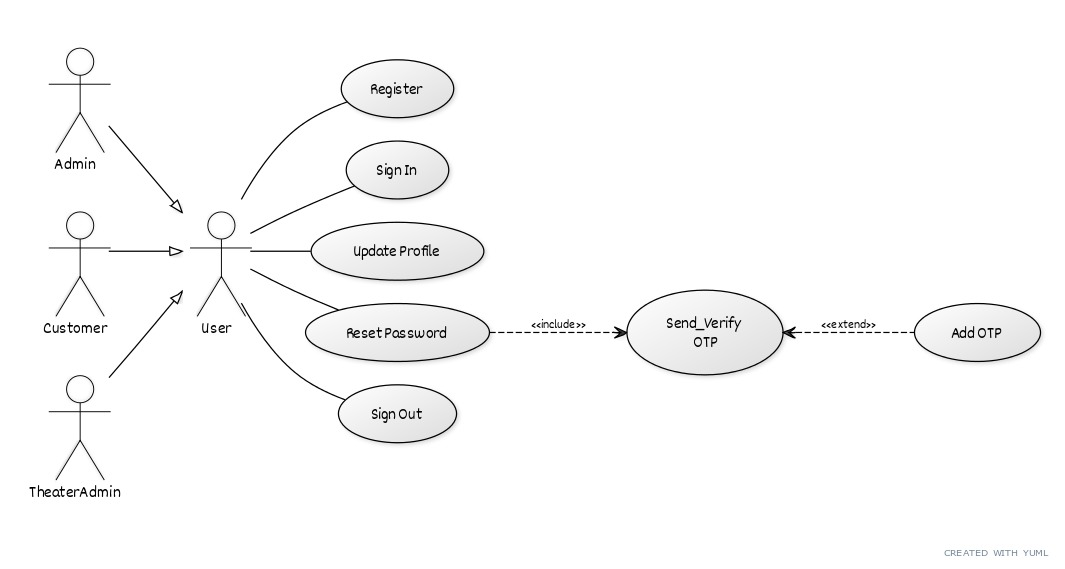 Admin
Customer
TheaterAdmin
User
Register
Sign In
Update Profile
Reset Password
Sign Out
<<include>>
Send_Verify
OTP
<<extend>>
Add OTP
CREATED WITH YUML